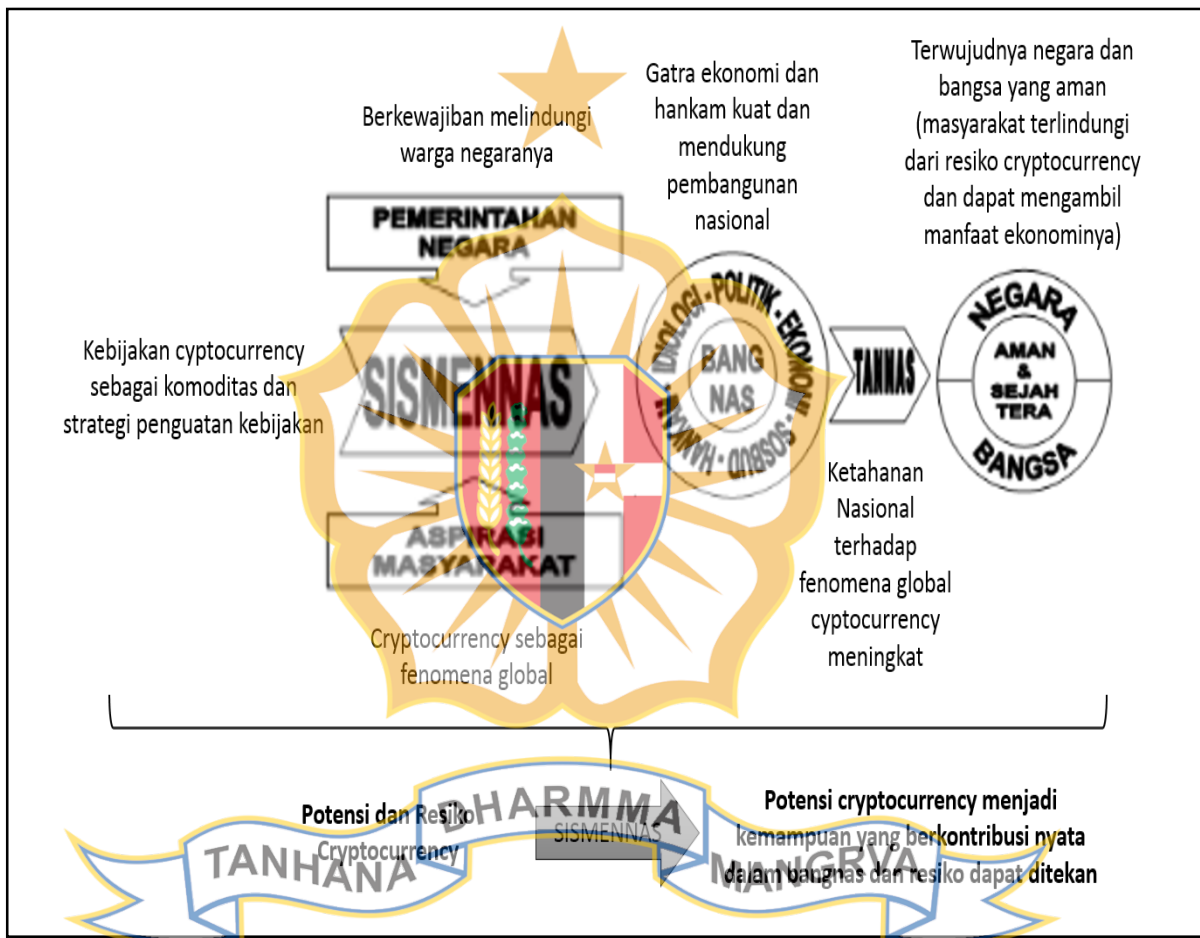 Berkewajiban melindungi
warga negaranya
Gatra ekonomi dan
hankam kuat dan
mendukung
pembangunan
nasional
Terwujudnya negara dan
bangsa yang aman
(masyarakat terlindungi
dari resiko cryptocurrency
dan dapat mengambil
manfaat ekonominya)
PEMERINTAHAN
NEGARA
Kebijakan cyptocurrency
sebagai komoditas dan
strategi penguatan kebijakan
SISMENNAS
IDIOLOGI - POLITIK - EKONOMI - SOSBUD - HANKAM -
BANG
NAS
TANNAS
NEGARA
AMAN
&
SEJAH
TERA
BANGSA
ASPIRASI
MASYARAKAT
Cryptocurrency sebagai
fenomena global
Ketahanan
Nasional
terhadap
fenomena global
cyptocurrency
meningkat
Potensi dan Resiko
Cryptocurrency
SISMENNAS
Potensi cryptocurrency menjadi
kemampuan yang berkontribusi nyata
dalam bangnas dan resiko dapat ditekan
TANHANA
DHARMMA
MANGRVA